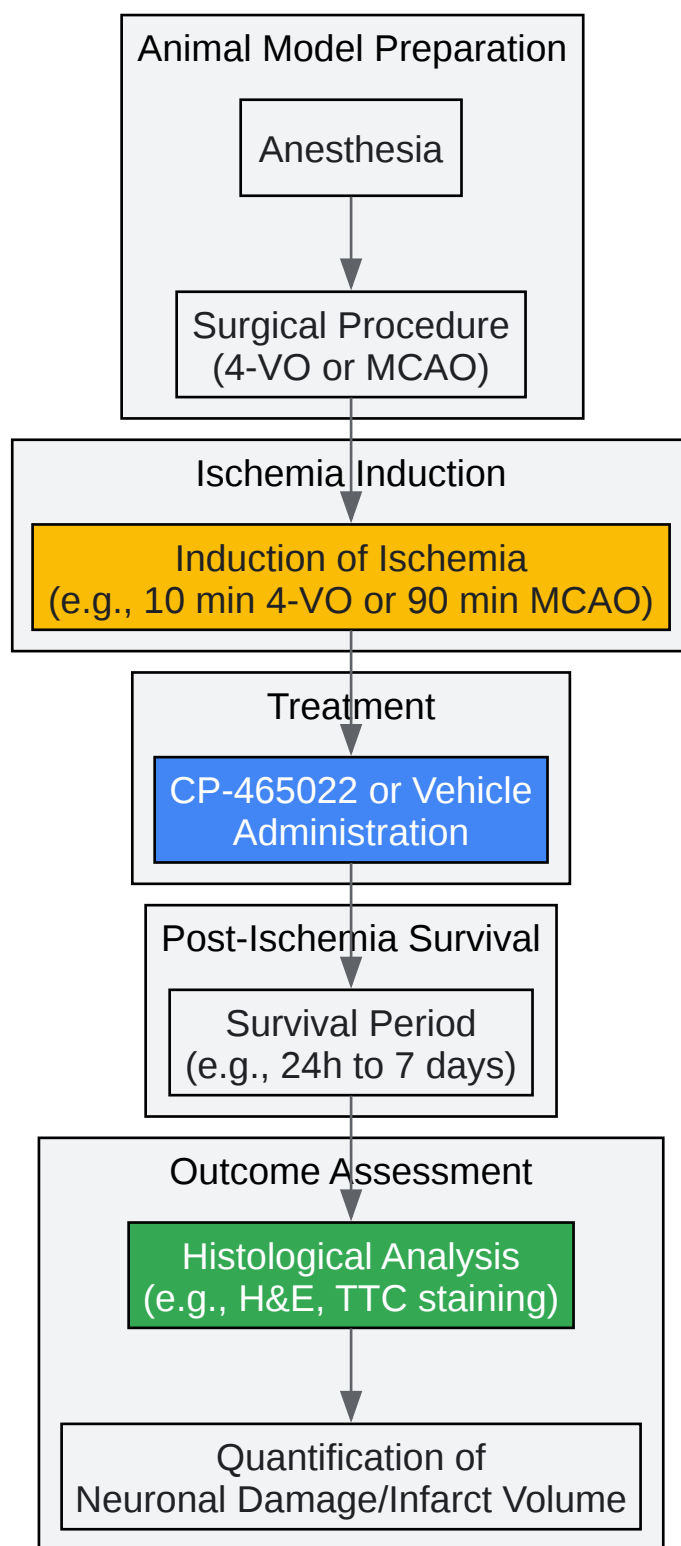 Animal Model Preparation
Anesthesia
Surgical Procedure
(4-VO or MCAO)
Ischemia Induction
Induction of Ischemia
(e.g., 10 min 4-VO or 90 min MCAO)
Treatment
CP-465022 or Vehicle
Administration
Post-Ischemia Survival
Survival Period
(e.g., 24h to 7 days)
Outcome Assessment
Histological Analysis
(e.g., H&E, TTC staining)
Quantification of
Neuronal Damage/Infarct Volume